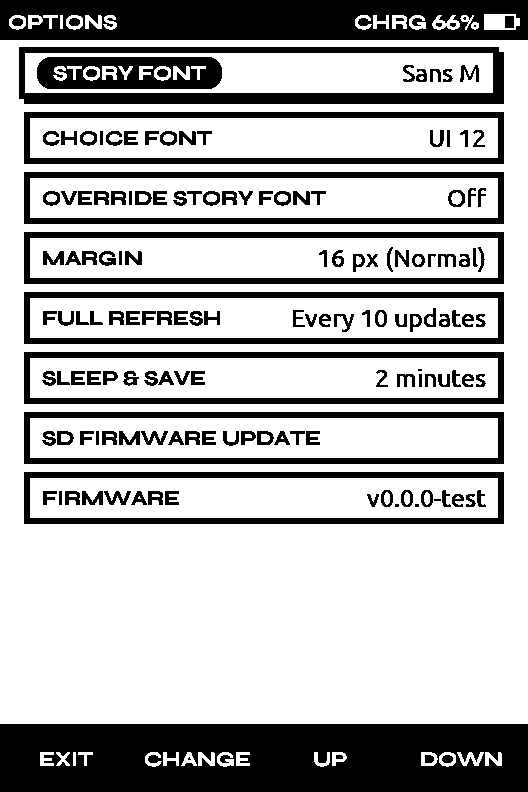 OPTIONS CHRG 66%
STORY FONT Sans M
CHOICE FONT UI 12
OVERRIDE STORY FONT Off
MARGIN 16 px (Normal)
FULL REFRESH Every 10 updates
SLEEP & SAVE 2 minutes
SD FIRMWARE UPDATE
FIRMWARE v0.0.0-test
EXIT CHANGE UP DOWN